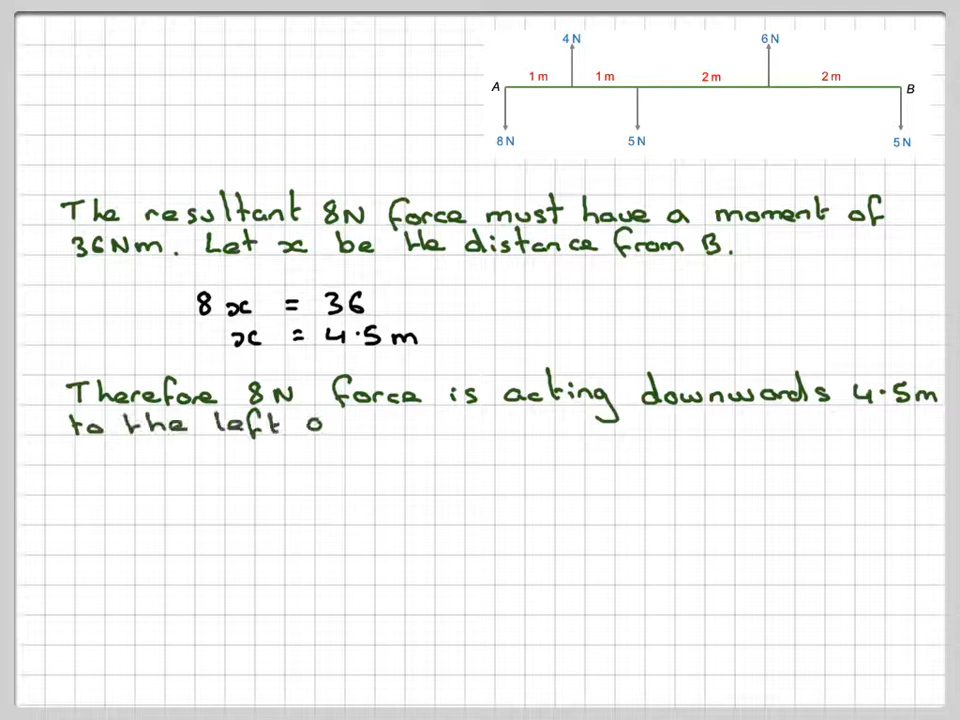 4 N 6 N
1 m 1 m 2 m 2 m
A B
8 N 5 N 5 N
The resultant 8N force must have a moment of
36Nm. Let x be the distance from B.
8x = 36
x = 4.5m
Therefore 8N force is acting downwards 4.5m
to the left o